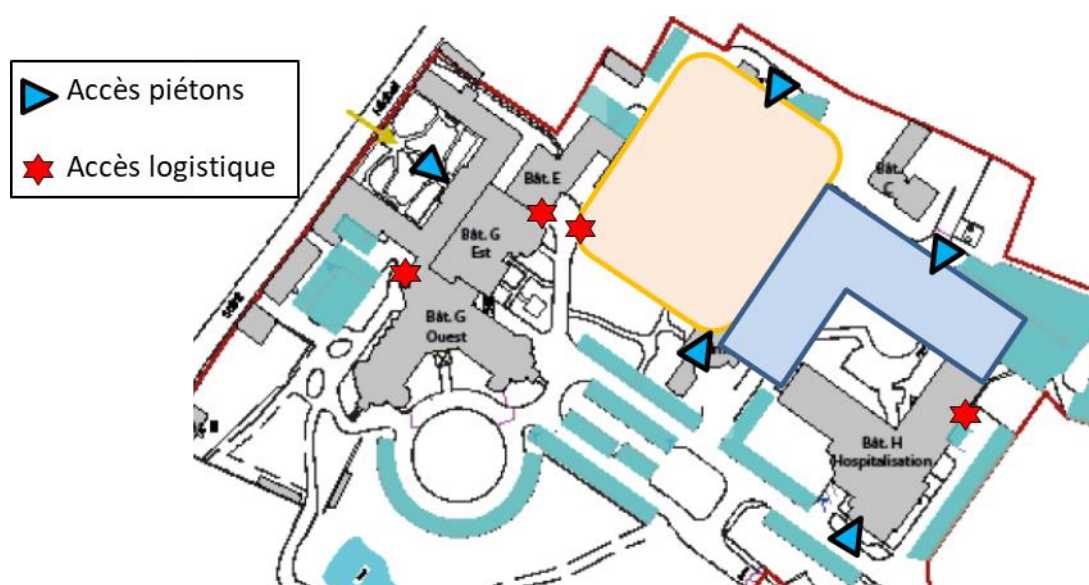 Accès piétons
Accès logistique
Bât. E
Bât. G
Est
Bât. G
Ouest
Bât.
C
Bât. H
Hospitalisation